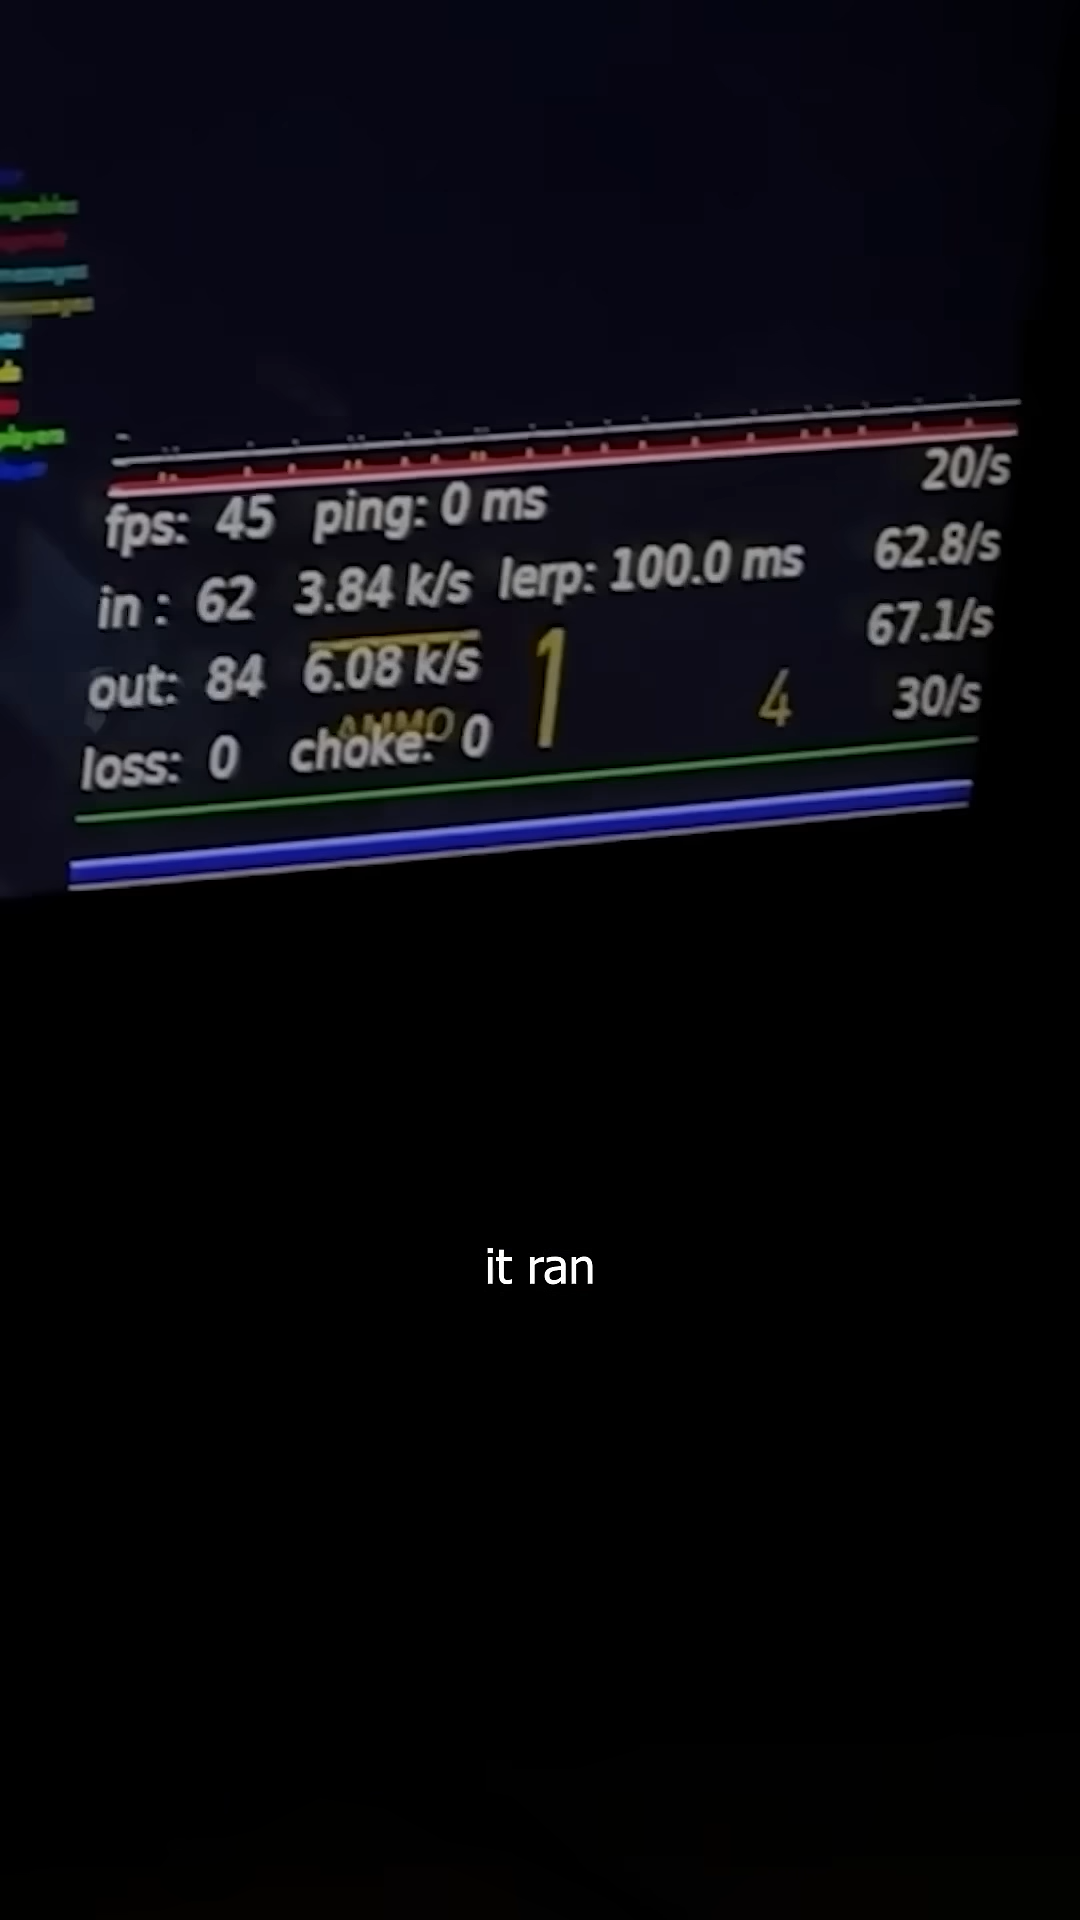 20/s
fps: 45 ping: 0 ms
in : 62 3.84 k/s lerp: 100.0 ms 62.8/s
out: 84 6.08 k/s 67.1/s
loss: 0 choke: 0 30/s
AMMO 1 4
it ran